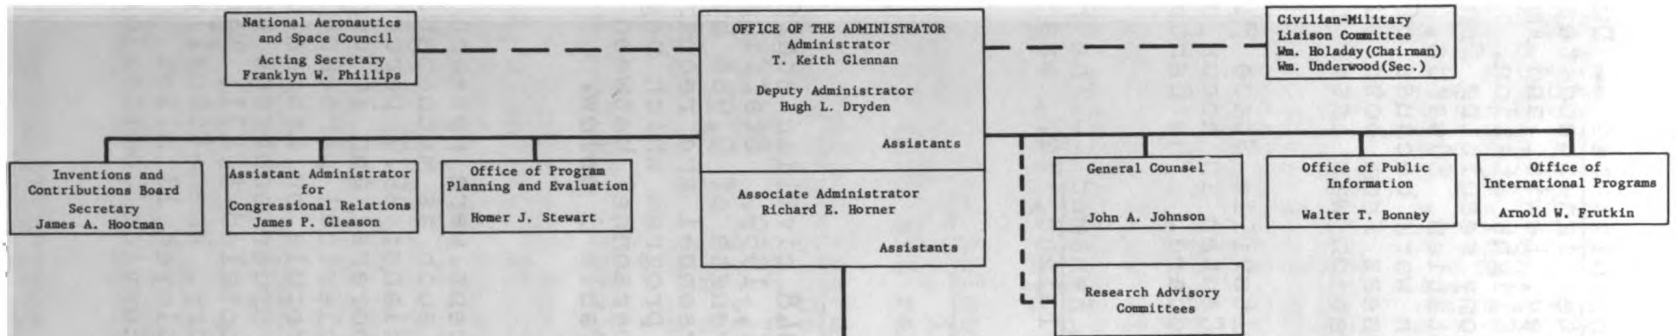 National Aeronautics
and Space Council
Acting Secretary
Franklyn W. Phillips
OFFICE OF THE ADMINISTRATOR
Administrator
T. Keith Glennan
Deputy Administrator
Hugh L. Dryden
Assistants
Associate Administrator
Richard E. Horner
Assistants
Civilian-Military
Liaison Committee
Wm. Holaday(Chairman)
Wm. Underwood(Sec.)
Inventions and
Contributions Board
Secretary
James A. Hootman
Assistant Administrator
for
Congressional Relations
James P. Gleason
Office of Program
Planning and Evaluation
Homer J. Stewart
General Counsel
John A. Johnson
Office of Public
Information
Walter T. Bonney
Office of
International Programs
Arnold W. Frutkin
Research Advisory
Committees